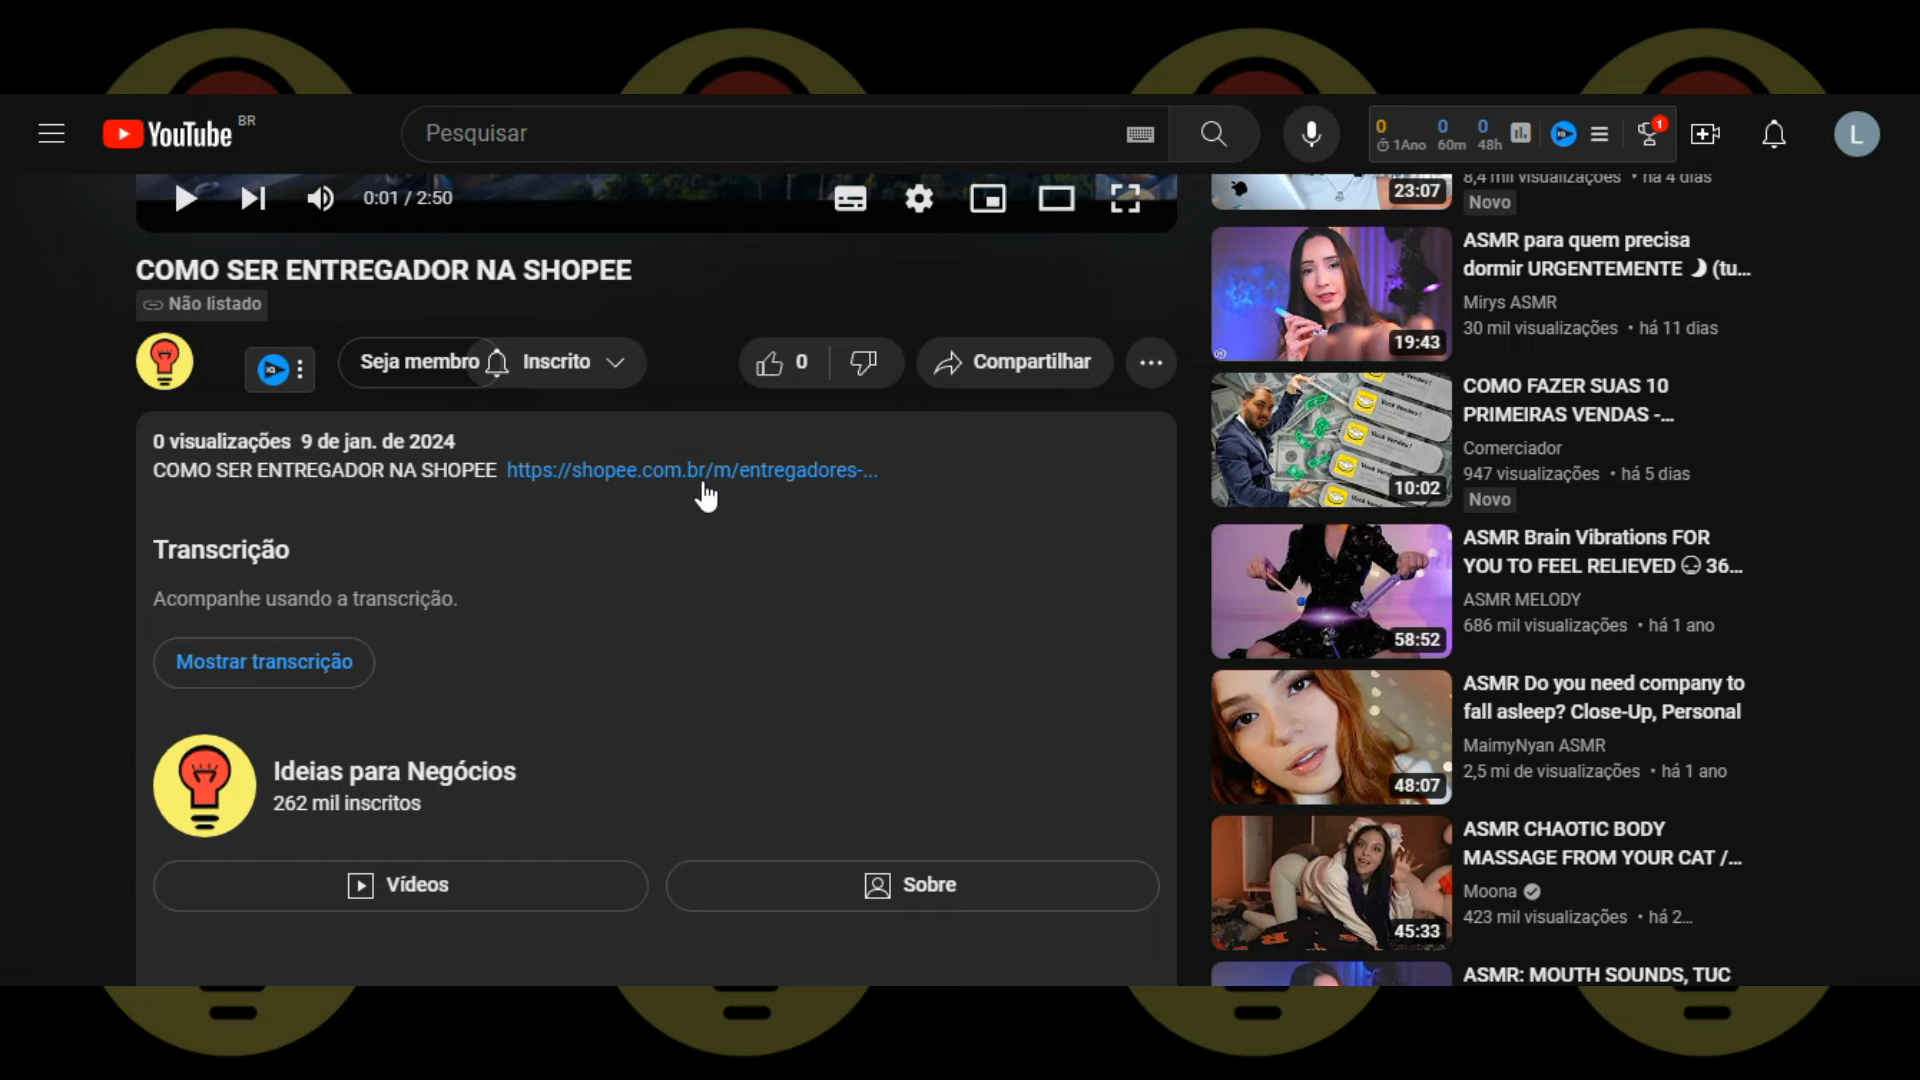 YouTube BR
Pesquisar
0 0 0
1Ano 60m 48h
IQ
1
L
0:01 / 2:50
COMO SER ENTREGADOR NA SHOPEE
Não listado
IQ
Seja membro
Inscrito
0
Compartilhar
0 visualizações 9 de jan. de 2024
COMO SER ENTREGADOR NA SHOPEE https://shopee.com.br/m/entregadores-...
Transcrição
Acompanhe usando a transcrição.
Mostrar transcrição
Ideias para Negócios
262 mil inscritos
Vídeos
Sobre
23:07
8,4 mil visualizações • há 4 dias
Novo
19:43
ASMR para quem precisa
dormir URGENTEMENTE (tu...
Mirys ASMR
30 mil visualizações • há 11 dias
Você Vendeu !
10:02
COMO FAZER SUAS 10
PRIMEIRAS VENDAS -...
Comerciador
947 visualizações • há 5 dias
Novo
58:52
ASMR Brain Vibrations FOR
YOU TO FEEL RELIEVED 36...
ASMR MELODY
686 mil visualizações • há 1 ano
48:07
ASMR Do you need company to
fall asleep? Close-Up, Personal
MaimyNyan ASMR
2,5 mi de visualizações • há 1 ano
45:33
ASMR CHAOTIC BODY
MASSAGE FROM YOUR CAT /...
Moona
423 mil visualizações • há 2...
ASMR: MOUTH SOUNDS, TUC